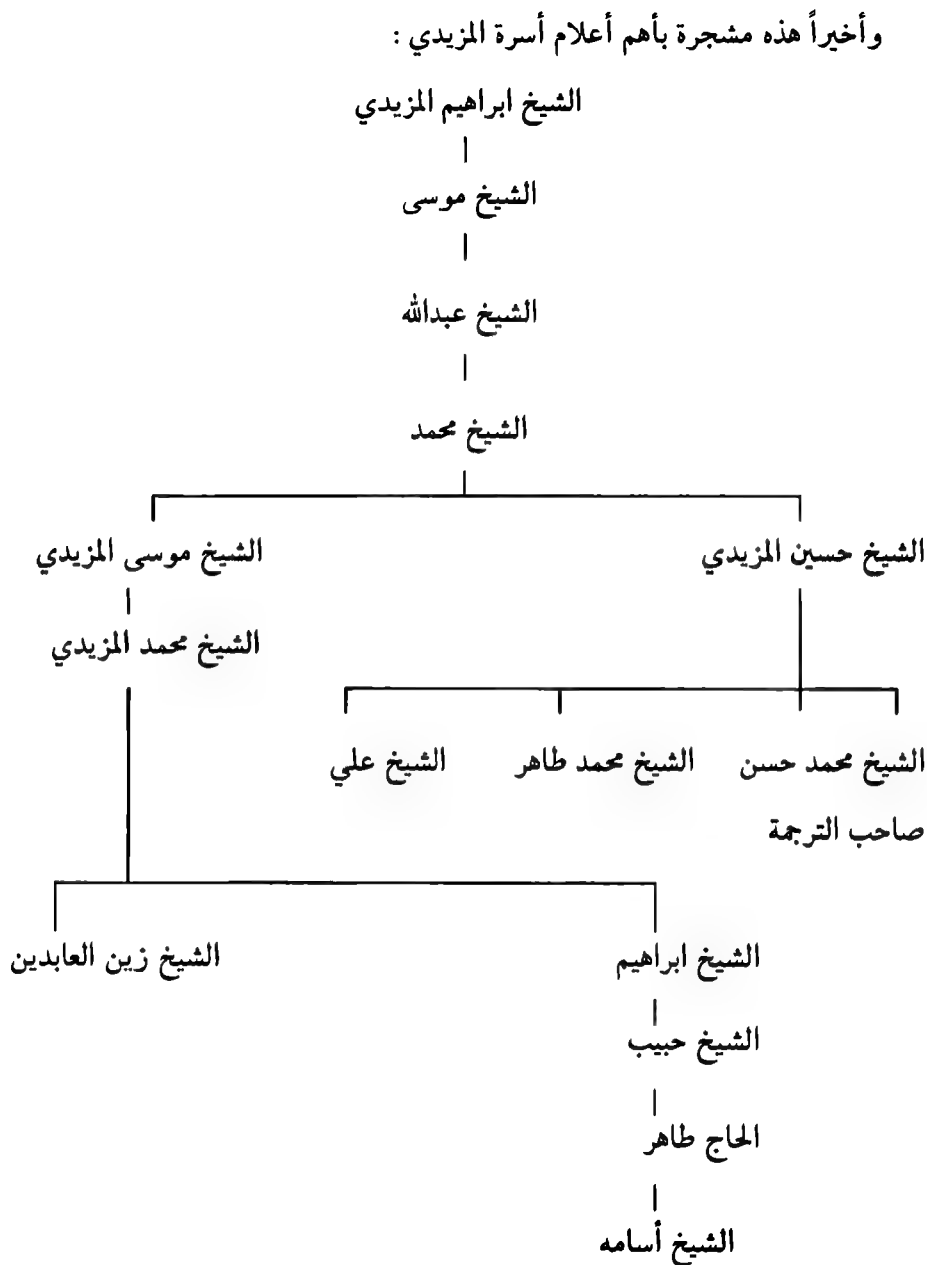 وأخيراً هذه مشجرة بأهم أعلام أسرة المزيدي :
الشيخ ابراهيم المزيدي
الشيخ موسى
الشيخ عبدالله
الشيخ محمد
الشيخ حسين المزيدي
الشيخ موسى المزيدي
الشيخ محمد المزيدي
الشيخ محمد حسن
صاحب الترجمة
الشيخ محمد طاهر
الشيخ علي
الشيخ ابراهيم
الشيخ زين العابدين
الشيخ حبيب
الحاج طاهر
الشيخ أسامه